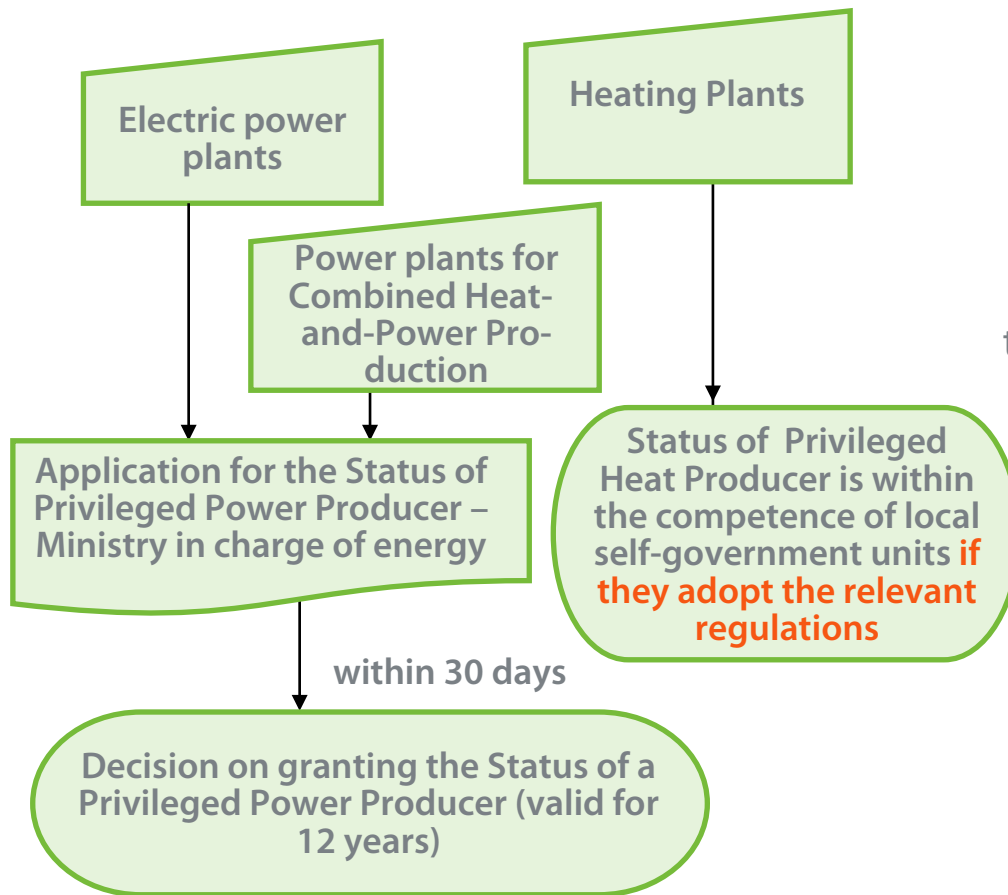 Electric power
plants
Heating Plants
Power plants for
Combined Heat-
and-Power Pro-
duction
Application for the Status of
Privileged Power Producer –
Ministry in charge of energy
Status of Privileged
Heat Producer is within
the competence of local
self-government units if
they adopt the relevant
regulations
within 30 days
Decision on granting the Status of a
Privileged Power Producer (valid for
12 years)